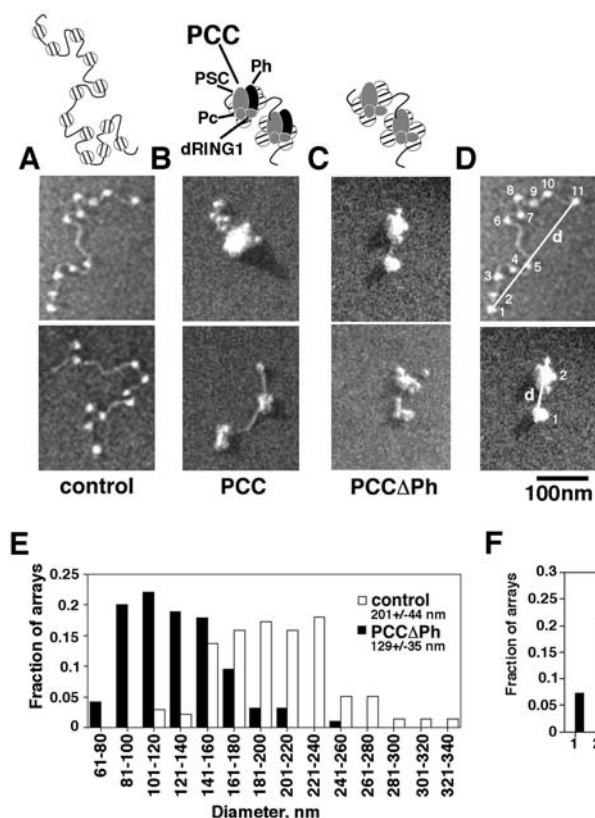 PCC
Ph
PSC
Pc
dRING1
A B C D
8 9 10 11
6 7
d
3 4 5
2
1
d 2
1
control PCC PCCΔPh
100nm
E F
Fraction of arrays
0.25
0.2
0.15
0.1
0.05
0
control
201+/-44 nm
PCCΔPh
129+/-35 nm
61-80
81-100
101-120
121-140
141-160
161-180
181-200
201-220
221-240
241-260
261-280
281-300
301-320
321-340
Diameter, nm
Fraction of arrays
0.3
0.25
0.2
0.15
0.1
0.05
0
1 2